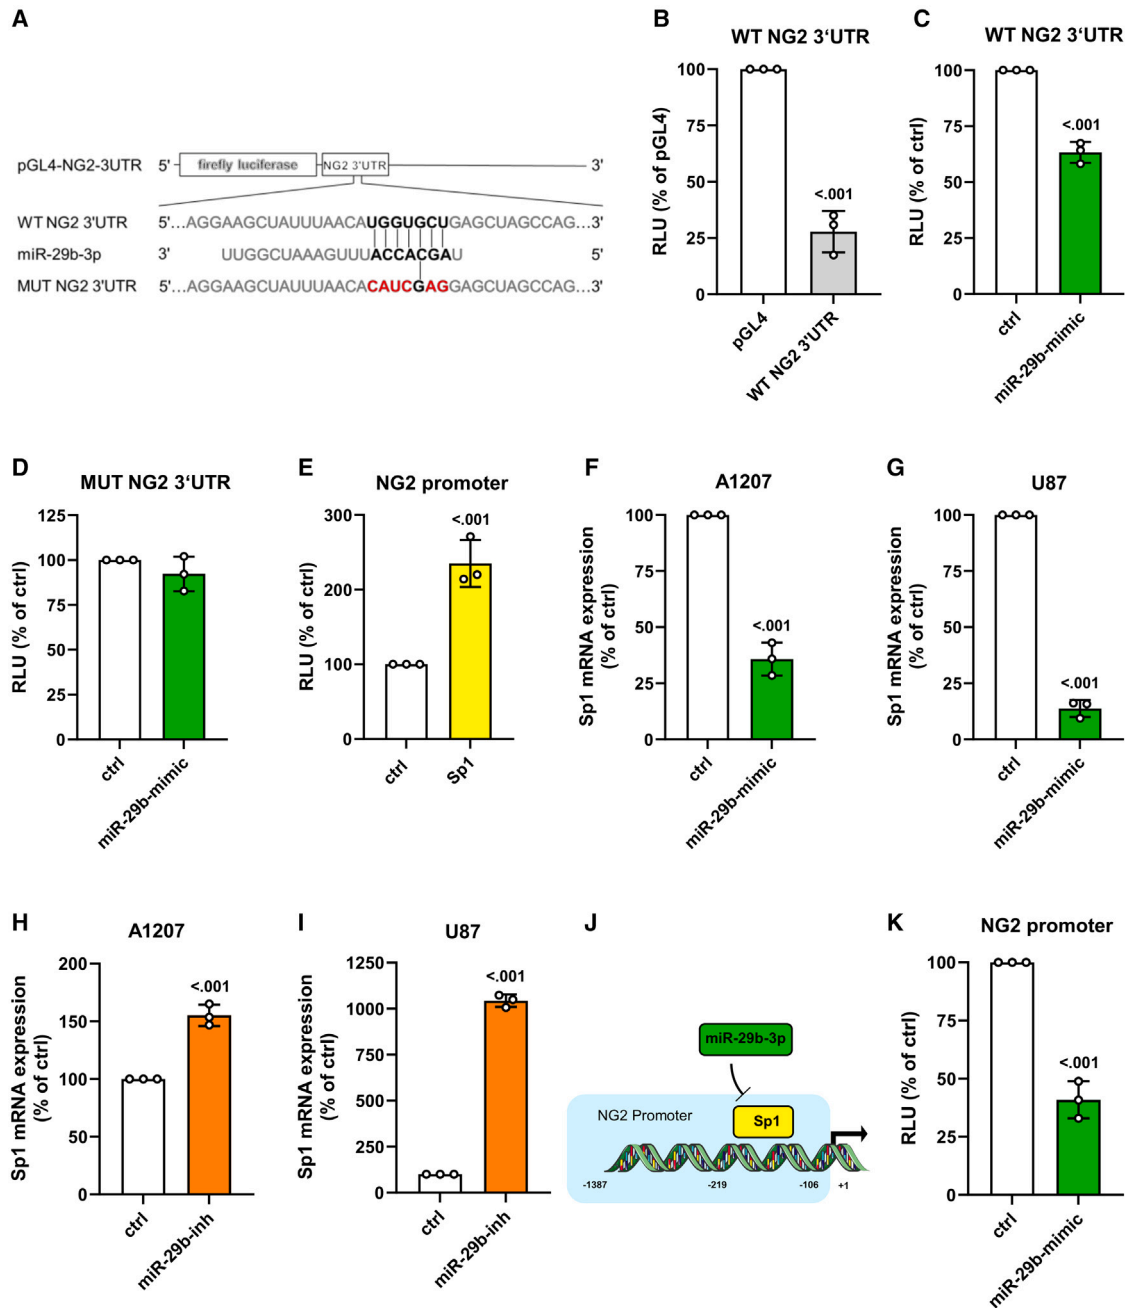 A
pGL4-NG2-3UTR 5' firefly luciferase NG2 3'UTR 3'
WT NG2 3'UTR 5'...AGGAAGCUAUUUAACAUGGUGCUGAGCUAGCCAG...3'
miR-29b-3p 3' UUGGCUAAAGUUUACCACGAU 5'
MUT NG2 3'UTR 5'...AGGAAGCUAUUUAACACAUCGAGGAGCUAGCCAG...3'
B
WT NG2 3‘UTR
RLU (% of pGL4)
100
75
50
25
0
<.001
pGL4
WT NG2 3'UTR
C
WT NG2 3‘UTR
RLU (% of ctrl)
100
75
50
25
0
<.001
ctrl
miR-29b-mimic
D
MUT NG2 3‘UTR
RLU (% of ctrl)
125
100
75
50
25
0
ctrl
miR-29b-mimic
E
NG2 promoter
RLU (% of ctrl)
300
200
100
0
<.001
ctrl
Sp1
F
A1207
Sp1 mRNA expression
(% of ctrl)
100
75
50
25
0
<.001
ctrl
miR-29b-mimic
G
U87
Sp1 mRNA expression
(% of ctrl)
100
75
50
25
0
<.001
ctrl
miR-29b-mimic
H
A1207
Sp1 mRNA expression
(% of ctrl)
200
150
100
50
0
<.001
ctrl
miR-29b-inh
I
U87
Sp1 mRNA expression
(% of ctrl)
1250
1000
750
500
250
0
<.001
ctrl
miR-29b-inh
J
miR-29b-3p
NG2 Promoter
Sp1
-1387 -219 -106 +1
K
NG2 promoter
RLU (% of ctrl)
100
75
50
25
0
<.001
ctrl
miR-29b-mimic